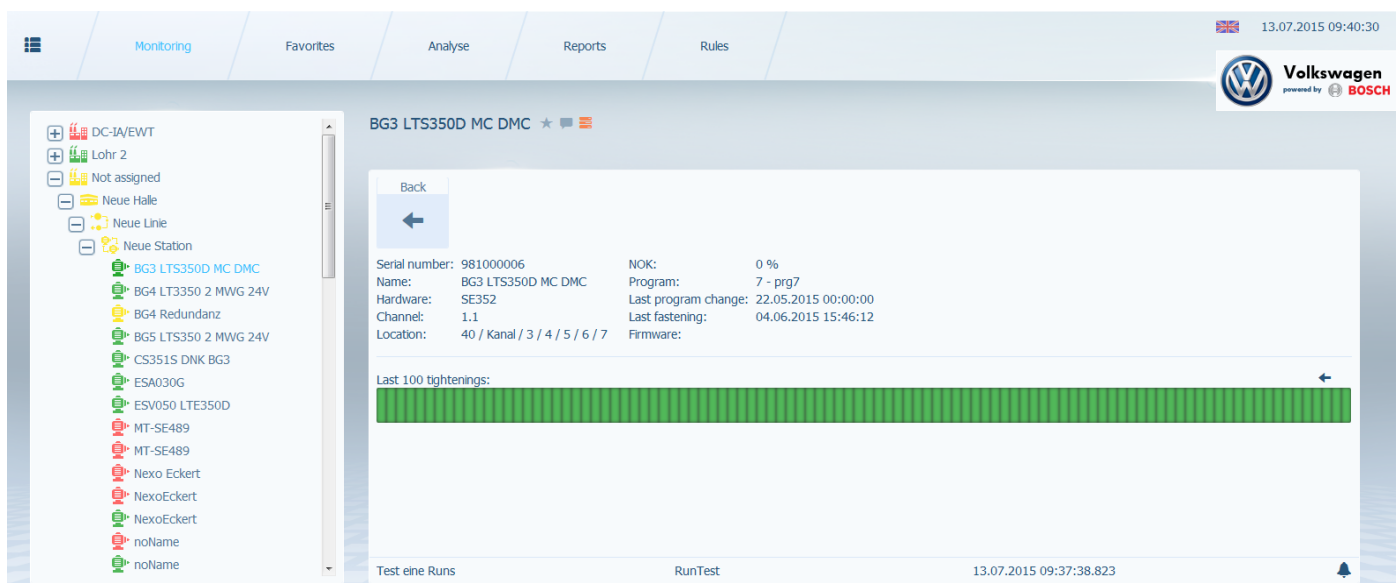 13.07.2015 09:40:30
Monitoring Favorites Analyse Reports Rules
Volkswagen
powered by BOSCH
DC-IA/EWT
Lohr 2
Not assigned
Neue Halle
Neue Linie
Neue Station
BG3 LTS350D MC DMC
BG4 LT3350 2 MWG 24V
BG4 Redundanz
BG5 LTS350 2 MWG 24V
CS351S DNK BG3
ESA030G
ESV050 LTE350D
MT-SE489
MT-SE489
Nexo Eckert
NexoEckert
NexoEckert
noName
noName
BG3 LTS350D MC DMC
Back
Serial number: 981000006 NOK: 0 %
Name: BG3 LTS350D MC DMC Program: 7 - prg7
Hardware: SE352 Last program change: 22.05.2015 00:00:00
Channel: 1.1 Last fastening: 04.06.2015 15:46:12
Location: 40 / Kanal / 3 / 4 / 5 / 6 / 7 Firmware:
Last 100 tightenings:
Test eine Runs RunTest 13.07.2015 09:37:38.823